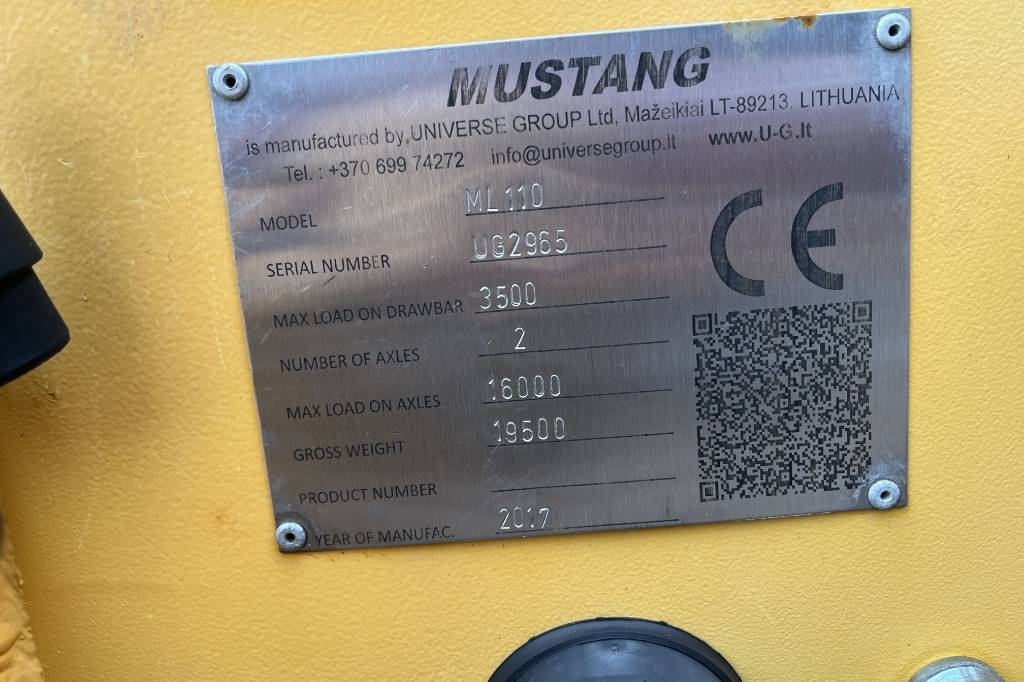 MUSTANG
is manufactured by UNIVERSE GROUP Ltd, Mažeikiai LT-89213, LITHUANIA
Tel. : +370 699 74272 info@universegroup.lt www.U-G.lt
MODEL ML110
SERIAL NUMBER UG2965
MAX LOAD ON DRAWBAR 3500
NUMBER OF AXLES 2
MAX LOAD ON AXLES 16000
GROSS WEIGHT 19500
PRODUCT NUMBER
YEAR OF MANUFAC. 2017
CE